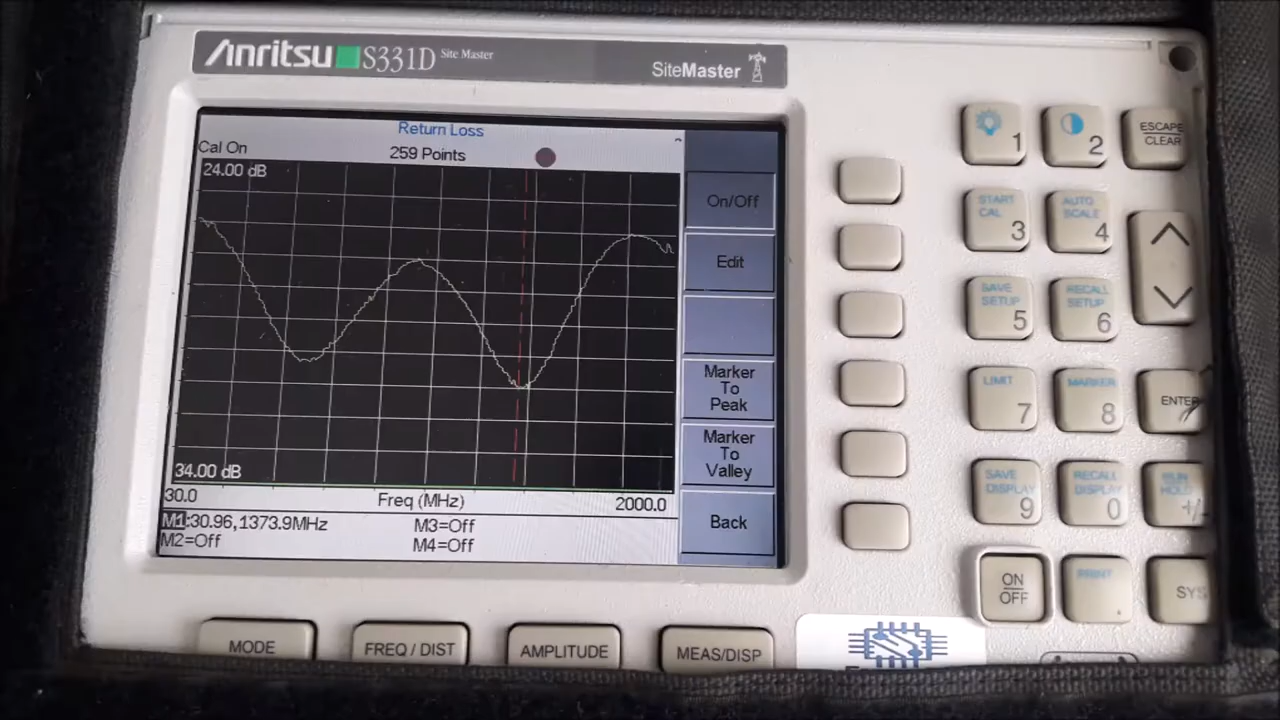 Anritsu S331D Site Master
SiteMaster
Return Loss
Cal On
259 Points
24.00 dB
34.00 dB
30.0
Freq (MHz)
2000.0
M1:30.96,1373.9MHz
M3=Off
M2=Off
M4=Off
On/Off
Edit
Marker
To
Peak
Marker
To
Valley
Back
1
2
ESCAPE
CLEAR
START
CAL
3
AUTO
SCALE
4
SAVE
SETUP
5
RECALL
SETUP
6
LIMIT
7
MARKER
8
ENTER
SAVE
DISPLAY
9
RECALL
DISPLAY
0
RUN
HOLD
+/-
ON
OFF
PRINT
.
SYS
MODE
FREQ / DIST
AMPLITUDE
MEAS/DISP